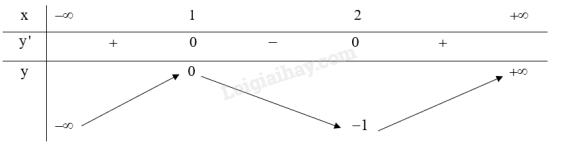 x −∞ 1 2 +∞
y' + 0 − 0 +
y 0 +∞
−∞ −1
Loigiaihay.com